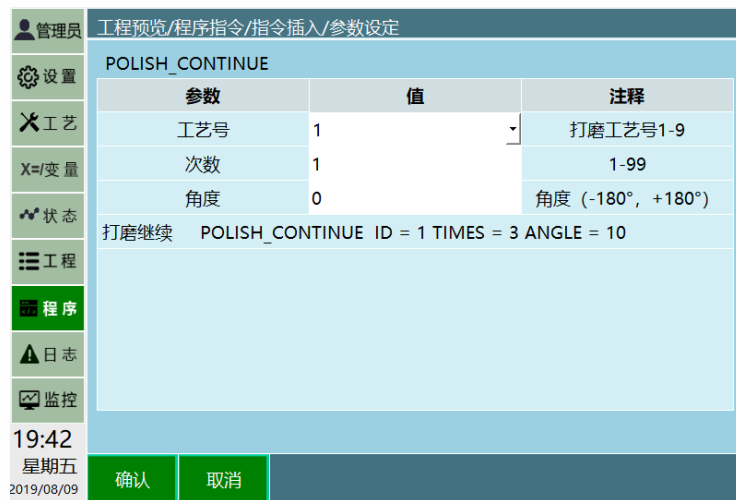 管理员
工程预览/程序指令/指令插入/参数设定
设置
工艺
X=/变量
状态
工程
程序
日志
监控
19:42
星期五
2019/08/09
POLISH_CONTINUE
参数 值 注释
工艺号 1 打磨工艺号1-9
次数 1 1-99
角度 0 角度（-180°，+180°）
打磨继续 POLISH_CONTINUE ID = 1 TIMES = 3 ANGLE = 10
确认 取消